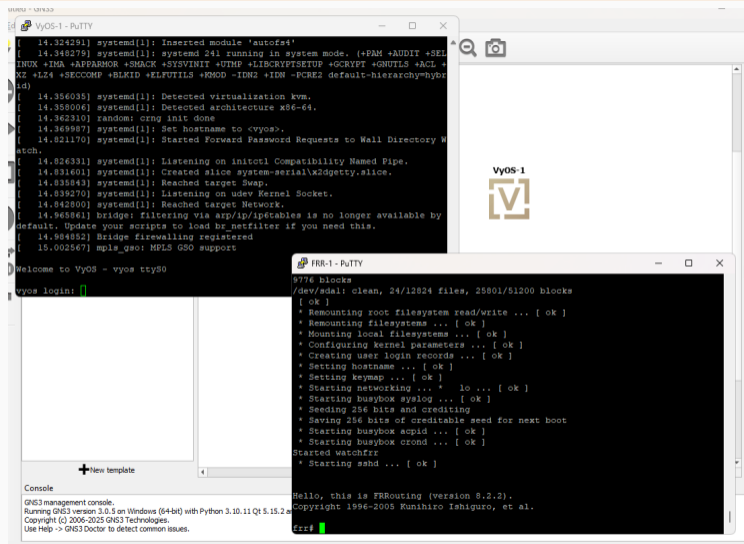 VyOS-1 - PuTTY
[   14.324291] systemd[1]: Inserted module 'autofs4'
[   14.348279] systemd[1]: systemd 241 running in system mode. (+PAM +AUDIT +SEL
INUX +IMA +APPARMOR +SMACK +SYSVINIT +UTMP +LIBCRYPTSETUP +GCRYPT +GNUTLS +ACL +
XZ +LZ4 +SECCOMP +BLKID +ELFUTILS +KMOD -IDN2 +IDN -PCRE2 default-hierarchy=hybr
id)
[   14.356035] systemd[1]: Detected virtualization kvm.
[   14.358006] systemd[1]: Detected architecture x86-64.
[   14.362310] random: crng init done
[   14.369987] systemd[1]: Set hostname to <vyos>.
[   14.821170] systemd[1]: Started Forward Password Requests to Wall Directory W
atch.
[   14.826331] systemd[1]: Listening on initctl Compatibility Named Pipe.
[   14.831601] systemd[1]: Created slice system-serial\x2dgetty.slice.
[   14.835843] systemd[1]: Reached target Swap.
[   14.839270] systemd[1]: Listening on udev Kernel Socket.
[   14.842800] systemd[1]: Reached target Network.
[   14.965861] bridge: filtering via arp/ip/ip6tables is no longer available by
default. Update your scripts to load br_netfilter if you need this.
[   14.984852] Bridge firewalling registered
[   15.002567] mpls_gso: MPLS GSO support
Welcome to VyOS - vyos ttyS0
vyos login:
VyOS-1
FRR-1 - PuTTY
9776 blocks
/dev/sda1: clean, 24/12824 files, 25801/51200 blocks
[ ok ]
* Remounting root filesystem read/write ... [ ok ]
* Remounting filesystems ... [ ok ]
* Mounting local filesystems ... [ ok ]
* Configuring kernel parameters ... [ ok ]
* Creating user login records ... [ ok ]
* Setting hostname ... [ ok ]
* Setting keymap ... [ ok ]
* Starting networking ... *   lo ... [ ok ]
* Starting busybox syslog ... [ ok ]
* Seeding 256 bits and crediting
* Saving 256 bits of creditable seed for next boot
* Starting busybox acpid ... [ ok ]
* Starting busybox crond ... [ ok ]
Started watchfrr
* Starting sshd ... [ ok ]
Hello, this is FRRouting (version 8.2.2).
Copyright 1996-2005 Kunihiro Ishiguro, et al.
frr#
New template
Console
GNS3 management console.
Running GNS3 version 3.0.5 on Windows (64-bit) with Python 3.10.11 Qt 5.15.2
Copyright (c) 2006-2025 GNS3 Technologies.
Use Help -> GNS3 Doctor to detect common issues.